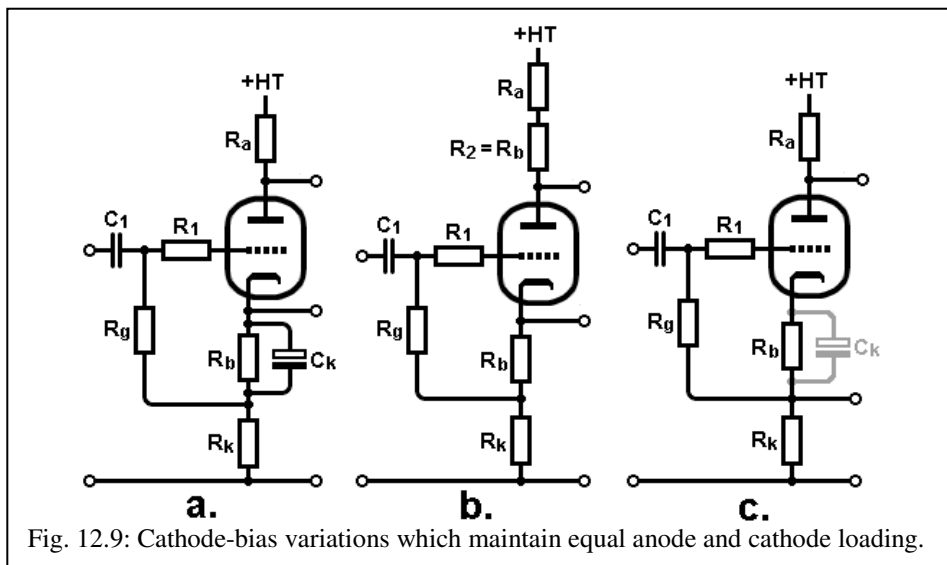 +HT
Ra
C1
R1
Rg
Rb
Ck
Rk
a.
+HT
Ra
R2 = Rb
C1
R1
Rg
Rb
Rk
b.
+HT
Ra
C1
R1
Rg
Rb
Ck
Rk
c.
Fig. 12.9: Cathode-bias variations which maintain equal anode and cathode loading.